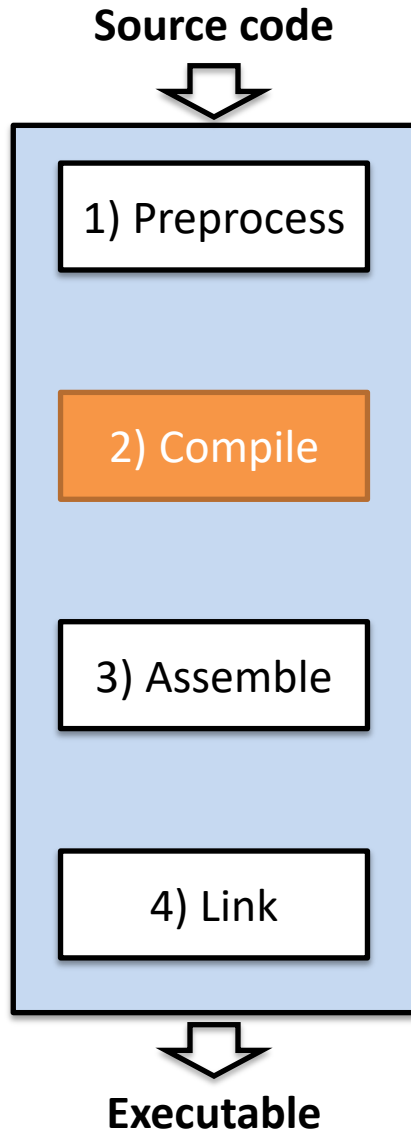 Source code
1) Preprocess
2) Compile
3) Assemble
4) Link
Executable